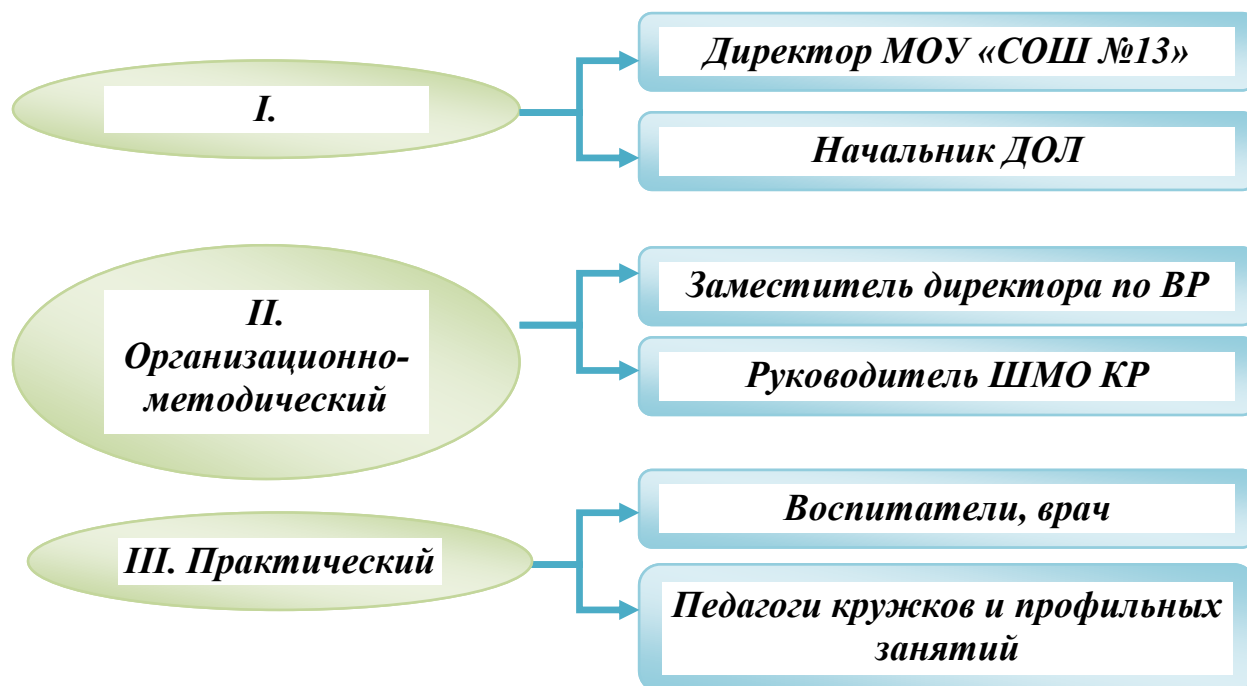 I.
Директор МОУ «СОШ №13»
Начальник ДОЛ
II.
Организационно-
методический
Заместитель директора по ВР
Руководитель ШМО КР
III. Практический
Воспитатели, врач
Педагоги кружков и профильных
занятий